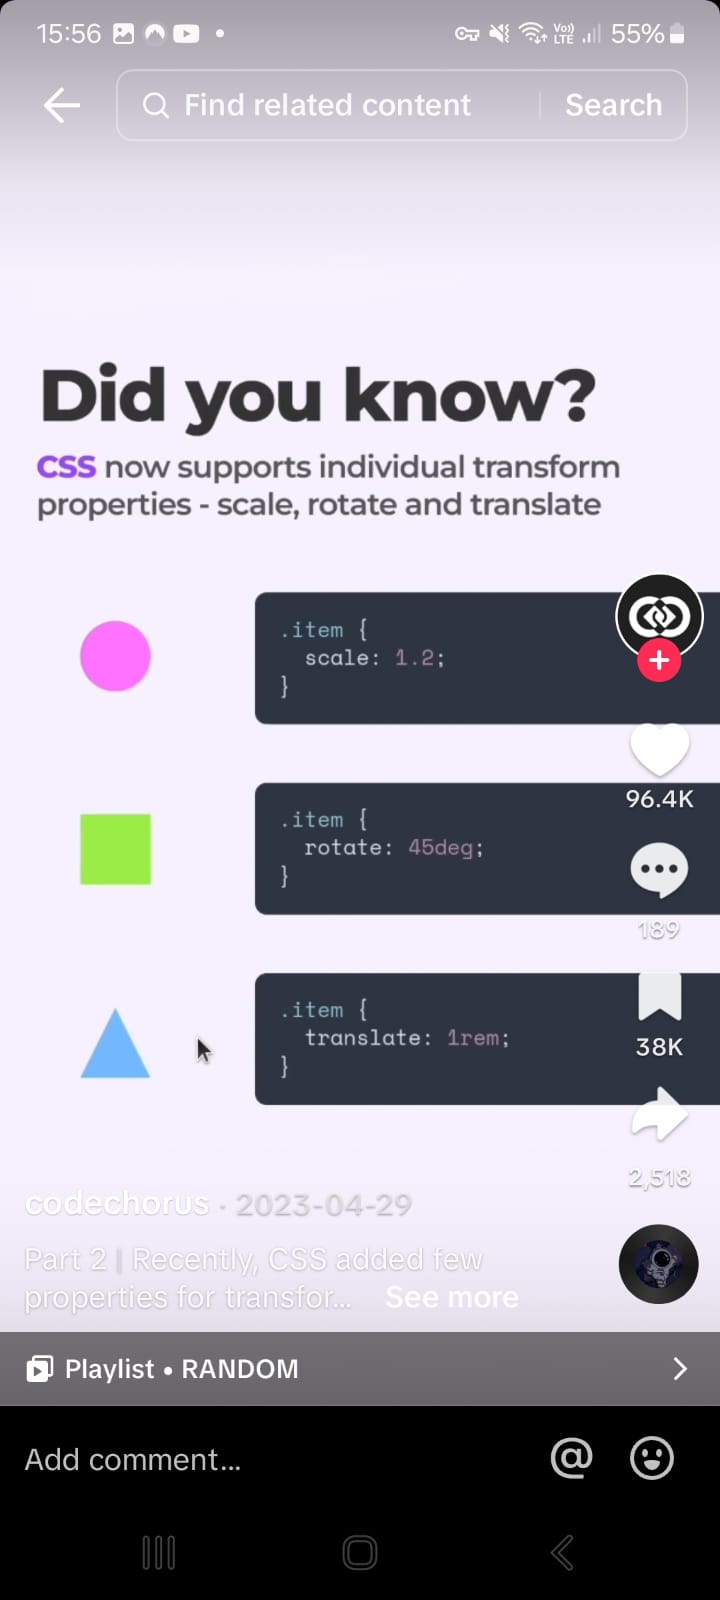 15:56
Vo))
LTE
55%
Find related content
Search
Did you know?
CSS now supports individual transform
properties - scale, rotate and translate
.item {
scale: 1.2;
}
96.4K
.item {
rotate: 45deg;
}
189
.item {
translate: 1rem;
}
38K
2,518
codechorus · 2023-04-29
Part 2 | Recently, CSS added few
properties for transfor... See more
Playlist • RANDOM
Add comment...